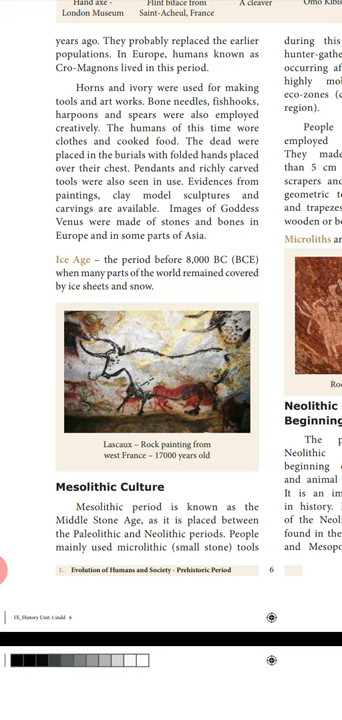 Hand axe -
London Museum
Flint biface from
Saint-Acheul, France
A cleaver
Omo Kibis
years ago. They probably replaced the earlier
populations. In Europe, humans known as
Cro-Magnons lived in this period.
Horns and ivory were used for making
tools and art works. Bone needles, fishhooks,
harpoons and spears were also employed
creatively. The humans of this time wore
clothes and cooked food. The dead were
placed in the burials with folded hands placed
over their chest. Pendants and richly carved
tools were also seen in use. Evidences from
paintings, clay model sculptures and
carvings are available. Images of Goddess
Venus were made of stones and bones in
Europe and in some parts of Asia.
Ice Age – the period before 8,000 BC (BCE)
when many parts of the world remained covered
by ice sheets and snow.
Lascaux – Rock painting from
west France – 17000 years old
Mesolithic Culture
Mesolithic period is known as the
Middle Stone Age, as it is placed between
the Paleolithic and Neolithic periods. People
mainly used microlithic (small stone) tools
during this
hunter-gathe
occurring af
highly mo
eco-zones (c
region).
People
employed
They made
than 5 cm
scrapers and
geometric to
and trapezes
wooden or bo
Microliths ar
Roc
Neolithic
Beginning
The p
Neolithic
beginning
and animal
It is an im
in history.
of the Neol
found in the
and Mesopo
1. Evolution of Humans and Society - Prehistoric Period
6
IX_History Unit-1.indd 6